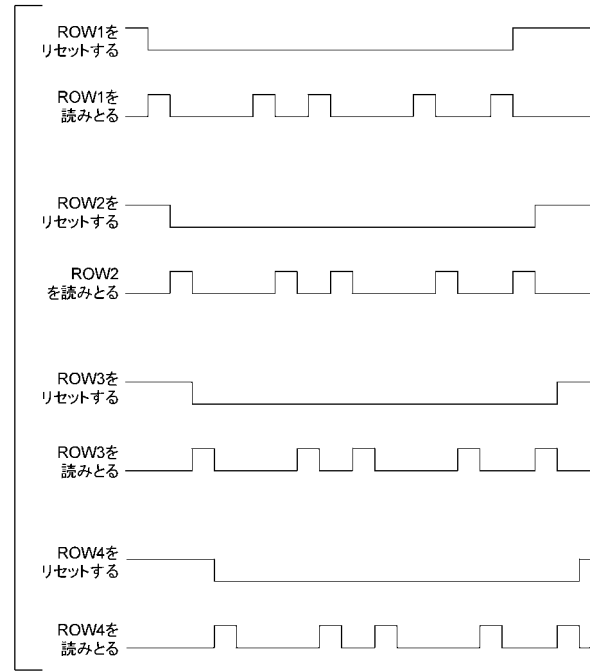 ROW1を
リセットする
ROW1を
読みとる
ROW2を
リセットする
ROW2
を読みとる
ROW3を
リセットする
ROW3を
読みとる
ROW4を
リセットする
ROW4を
読みとる